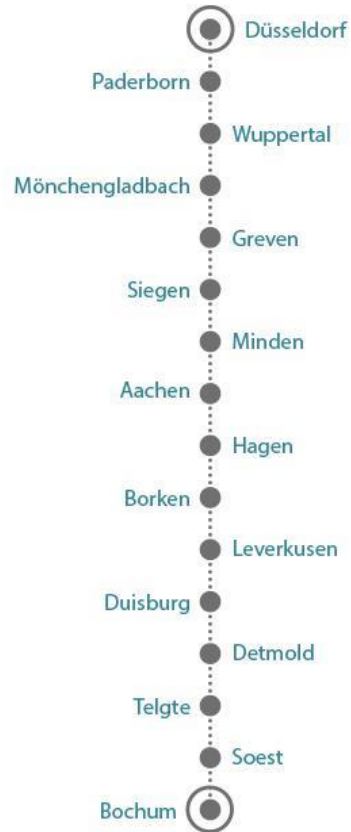 Düsseldorf
Paderborn
Wuppertal
Mönchengladbach
Greven
Siegen
Minden
Aachen
Hagen
Borken
Leverkusen
Duisburg
Detmold
Telgte
Soest
Bochum